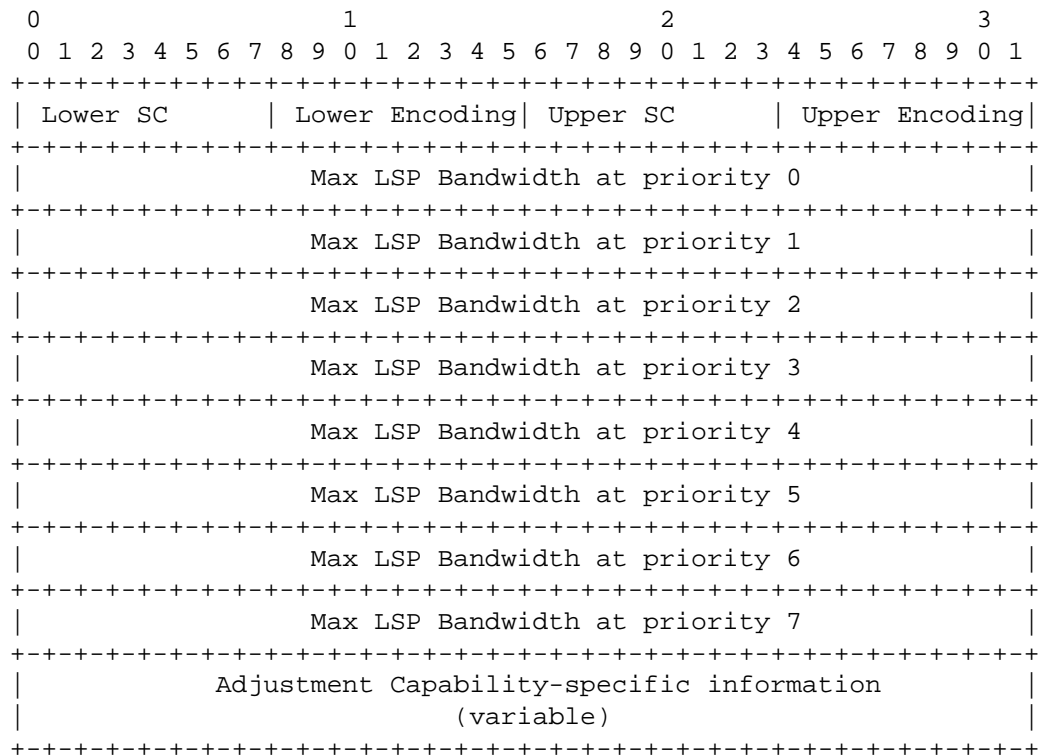 0                   1                   2                   3
 0 1 2 3 4 5 6 7 8 9 0 1 2 3 4 5 6 7 8 9 0 1 2 3 4 5 6 7 8 9 0 1
+-+-+-+-+-+-+-+-+-+-+-+-+-+-+-+-+-+-+-+-+-+-+-+-+-+-+-+-+-+-+-+-+
| Lower SC      | Lower Encoding| Upper SC      | Upper Encoding|
+-+-+-+-+-+-+-+-+-+-+-+-+-+-+-+-+-+-+-+-+-+-+-+-+-+-+-+-+-+-+-+-+
|                  Max LSP Bandwidth at priority 0              |
+-+-+-+-+-+-+-+-+-+-+-+-+-+-+-+-+-+-+-+-+-+-+-+-+-+-+-+-+-+-+-+-+
|                  Max LSP Bandwidth at priority 1              |
+-+-+-+-+-+-+-+-+-+-+-+-+-+-+-+-+-+-+-+-+-+-+-+-+-+-+-+-+-+-+-+-+
|                  Max LSP Bandwidth at priority 2              |
+-+-+-+-+-+-+-+-+-+-+-+-+-+-+-+-+-+-+-+-+-+-+-+-+-+-+-+-+-+-+-+-+
|                  Max LSP Bandwidth at priority 3              |
+-+-+-+-+-+-+-+-+-+-+-+-+-+-+-+-+-+-+-+-+-+-+-+-+-+-+-+-+-+-+-+-+
|                  Max LSP Bandwidth at priority 4              |
+-+-+-+-+-+-+-+-+-+-+-+-+-+-+-+-+-+-+-+-+-+-+-+-+-+-+-+-+-+-+-+-+
|                  Max LSP Bandwidth at priority 5              |
+-+-+-+-+-+-+-+-+-+-+-+-+-+-+-+-+-+-+-+-+-+-+-+-+-+-+-+-+-+-+-+-+
|                  Max LSP Bandwidth at priority 6              |
+-+-+-+-+-+-+-+-+-+-+-+-+-+-+-+-+-+-+-+-+-+-+-+-+-+-+-+-+-+-+-+-+
|                  Max LSP Bandwidth at priority 7              |
+-+-+-+-+-+-+-+-+-+-+-+-+-+-+-+-+-+-+-+-+-+-+-+-+-+-+-+-+-+-+-+-+
|            Adjustment Capability-specific information         |
|                           (variable)                          |
+-+-+-+-+-+-+-+-+-+-+-+-+-+-+-+-+-+-+-+-+-+-+-+-+-+-+-+-+-+-+-+-+